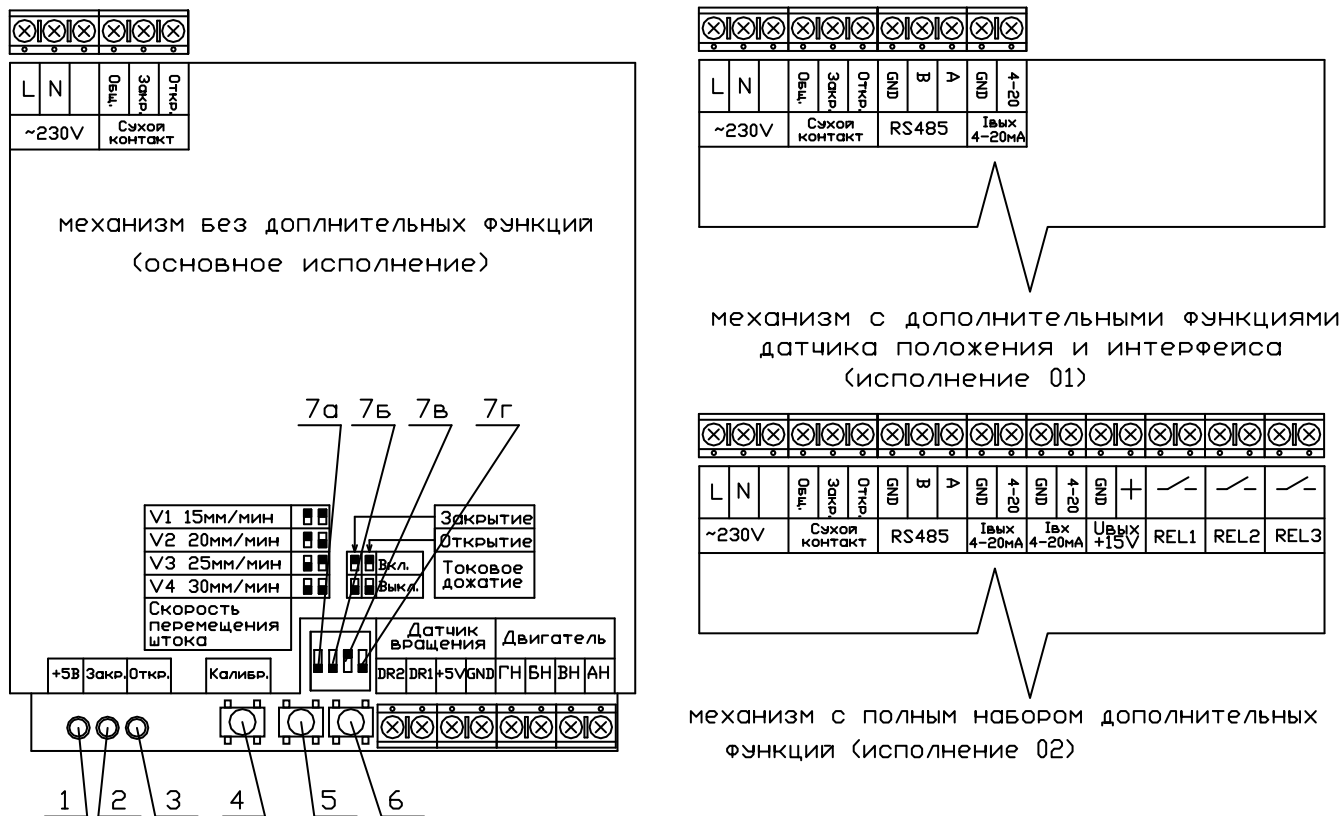 L N Общ. Закр. Откр.
~230V Сухой контакт
механизм без доплнительных функций
(основное исполнение)
7а 7б 7в 7г
V1 15мм/мин
V2 20мм/мин
V3 25мм/мин
V4 30мм/мин
Скорость
перемещения
штока
Закрытие
Открытие
Вкл.
Выкл.
Токовое
дожатие
Датчик
вращения
Двигатель
+5В Закр. Откр. Калибр. DR2 DR1 +5V GND ГН БН ВН АН
1 2 3 4 5 6
L N Общ. Закр. Откр. GND B A GND 4-20
~230V Сухой контакт RS485 Iвых 4-20мА
механизм с дополнительными функциями
датчика положения и интерфейса
(исполнение 01)
L N Общ. Закр. Откр. GND B A GND 4-20 GND 4-20 GND +
~230V Сухой контакт RS485 Iвых 4-20мА Iвх 4-20мА Uвых +15V REL1 REL2 REL3
механизм с полным набором дополнительных
функций (исполнение 02)